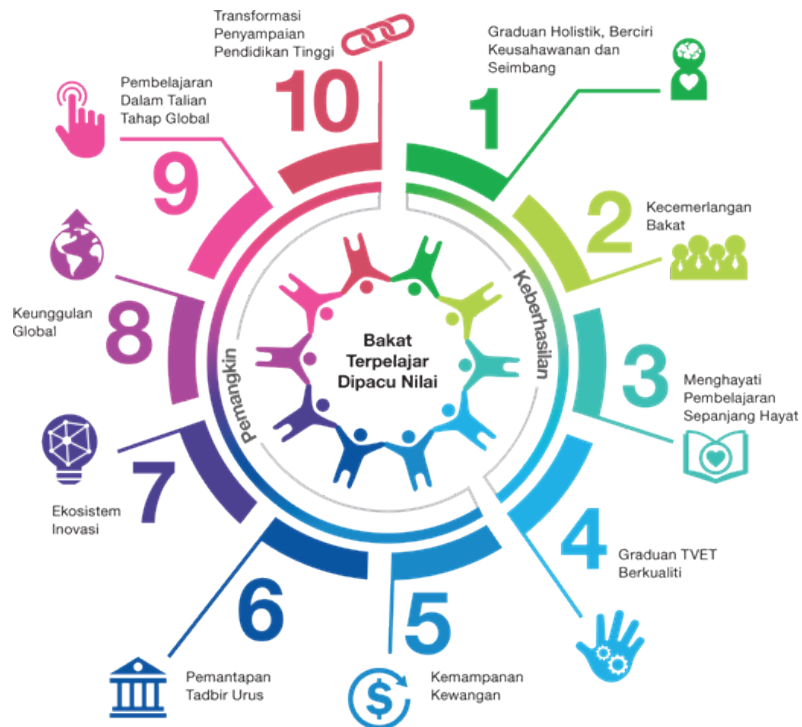 1
Graduan Holistik, Berciri
Keusahawanan dan
Seimbang
2
Kecemerlangan
Bakat
3
Menghayati
Pembelajaran
Sepanjang Hayat
4
Graduan TVET
Berkualiti
5
Kemampanan
Kewangan
6
Pemantapan
Tadbir Urus
7
Ekosistem
Inovasi
8
Keunggulan
Global
9
Pembelajaran
Dalam Talian
Tahap Global
10
Transformasi
Penyampaian
Pendidikan Tinggi
Keberhasilan
Pemangkin
Bakat
Terpelajar
Dipacu Nilai
$